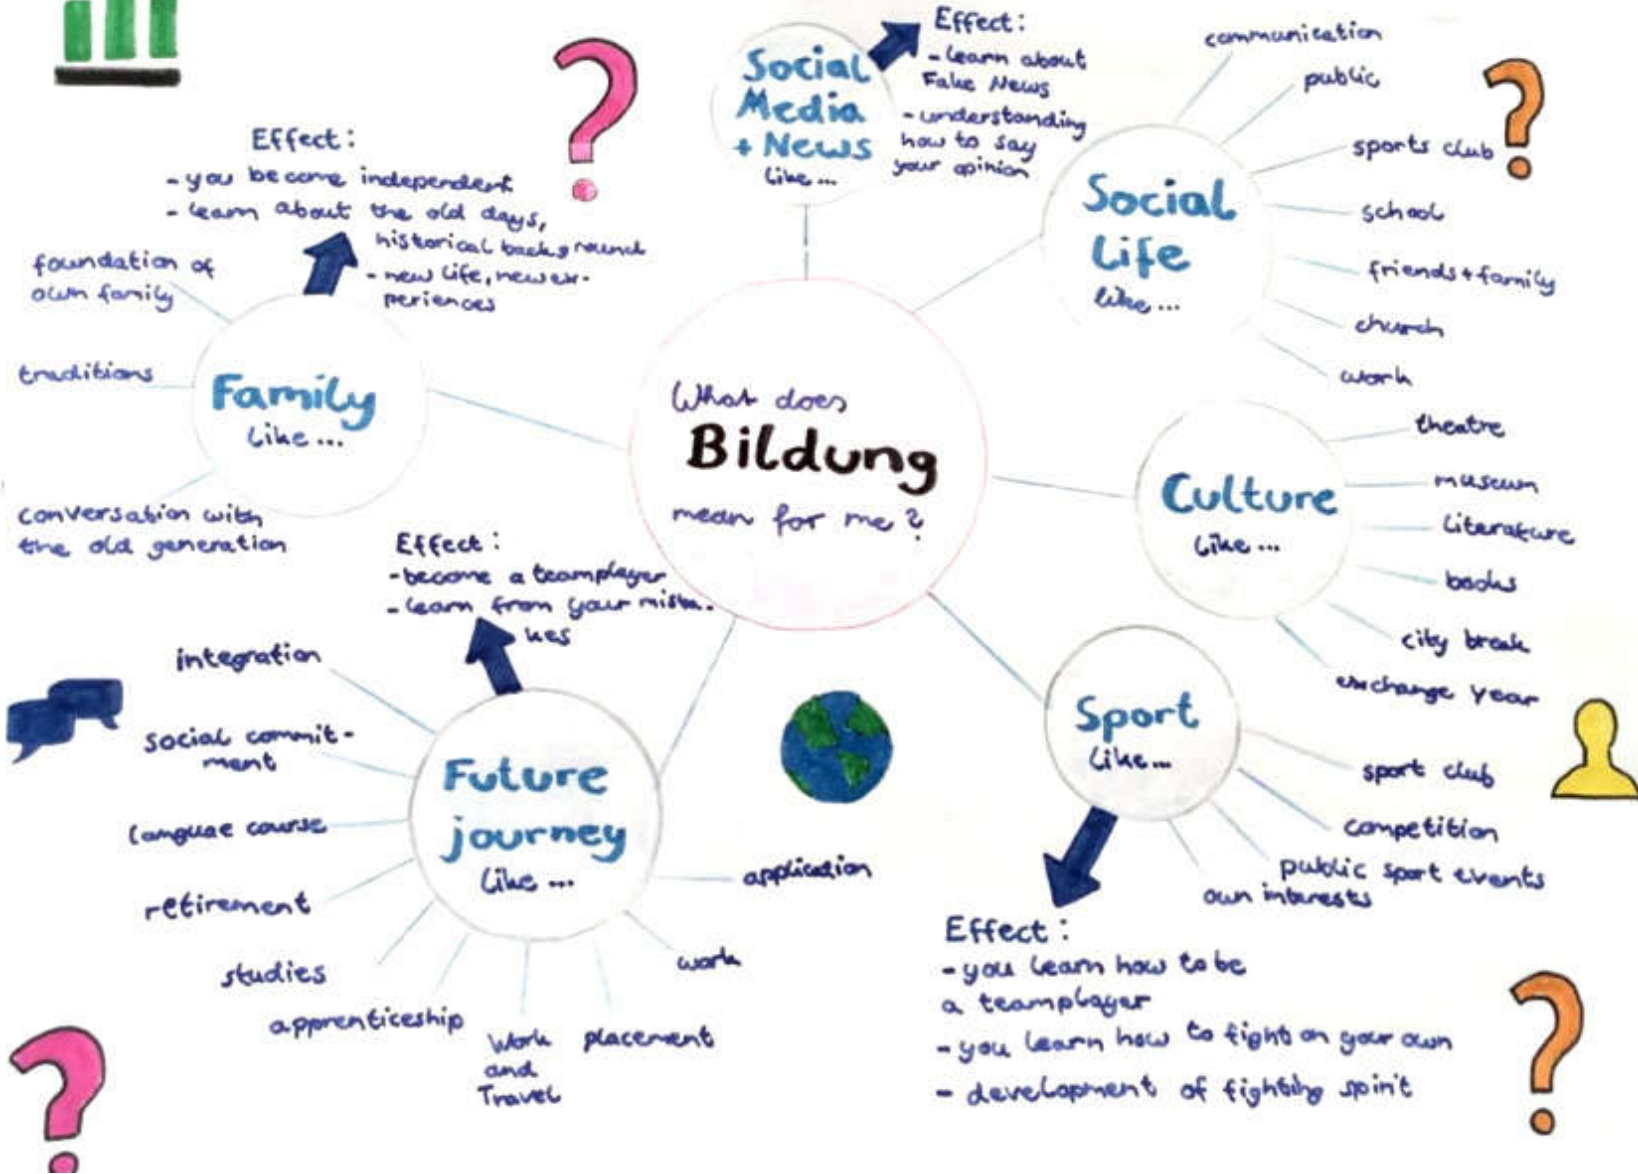 What does
Bildung
mean for me?
Social
Media
+ News
like...
Effect:
- learn about
Fake News
- understanding
how to say
your opinion
Social
Life
like...
communication
public
sports club
school
friends + family
church
work
Culture
like...
theatre
museum
literature
books
city break
exchange year
Sport
like...
sport club
competition
public sport events
own interests
Effect:
- you learn how to be
a teamplayer
- you learn how to fight on your own
- development of fighting spirit
Future
journey
like...
Effect:
- become a teamplayer
- learn from your mista-
kes
integration
social commit-
ment
languae course
retirement
studies
apprenticeship
Work
and
Travel
placement
work
application
Family
like...
Effect:
- you become independent
- learn about the old days,
historical background
- new life, new ex-
periences
foundation of
own family
traditions
conversation with
the old generation